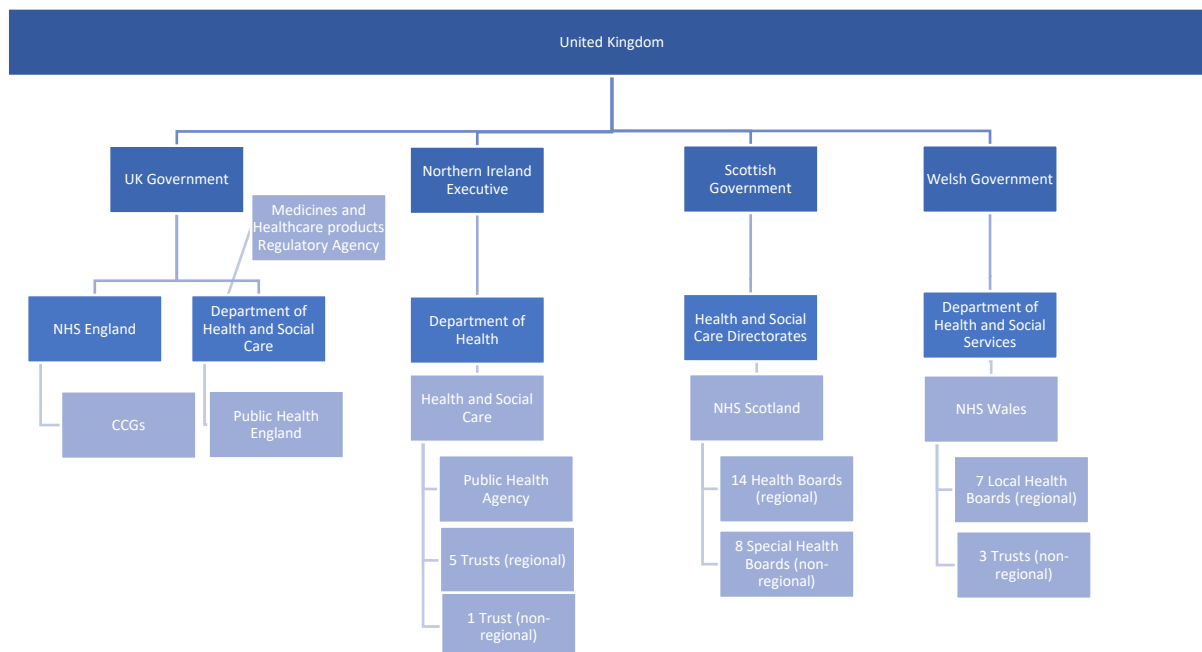 United Kingdom
UK Government
Northern Ireland
Executive
Scottish
Government
Welsh Government
Medicines and
Healthcare products
Regulatory Agency
NHS England
Department of
Health and Social
Care
Department of
Health
Health and Social
Care Directorates
Department of
Health and Social
Services
CCGs
Public Health
England
Health and Social
Care
NHS Scotland
NHS Wales
Public Health
Agency
14 Health Boards
(regional)
7 Local Health
Boards (regional)
5 Trusts (regional)
8 Special Health
Boards (non-
regional)
3 Trusts (non-
regional)
1 Trust (non-
regional)